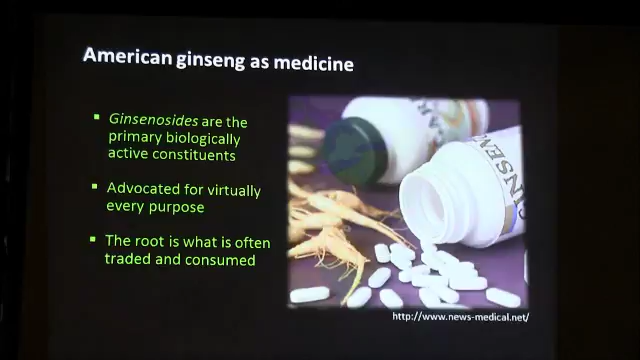 American ginseng as medicine
▪ Ginsenosides are the
primary biologically
active constituents
▪ Advocated for virtually
every purpose
▪ The root is what is often
traded and consumed
GINSEN
http://www.news-medical.net/